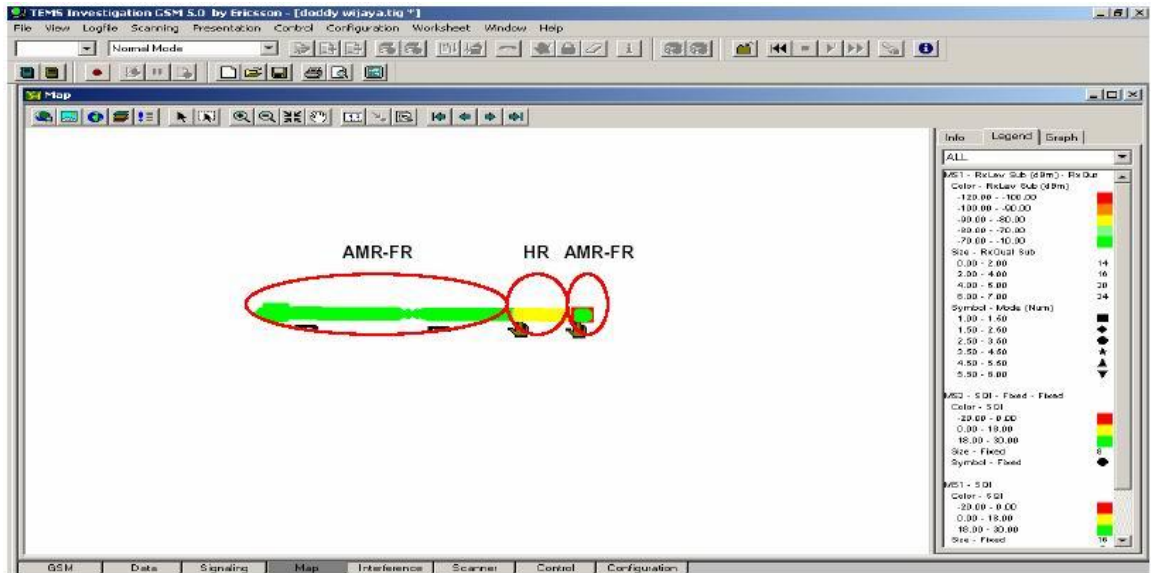 TEMS Investigation GSM 5.0 by Ericsson - [doddy wijaya.tig *]
File View Logfile Scanning Presentation Control Configuration Worksheet Window Help
Normal Mode
Map
Info Legend Graph
ALL
MS1 - RxLev Sub (dBm) - RxQua
Color - RxLev Sub (dBm)
-120.00 - -100.00
-100.00 - -90.00
-90.00 - -80.00
-80.00 - -70.00
-70.00 - -10.00
Size - RxQual Sub
0.00 - 2.00 14
2.00 - 4.00 16
4.00 - 6.00 20
6.00 - 7.00 24
Symbol - Mode (Num)
1.00 - 1.50
1.50 - 2.50
2.50 - 3.50
3.50 - 4.50
4.50 - 5.50
5.50 - 6.00
MS2 - SQI - Fixed - Fixed
Color - SQI
-20.00 - 0.00
0.00 - 18.00
18.00 - 30.00
Size - Fixed 8
Symbol - Fixed
MS1 - SQI
Color - SQI
-20.00 - 0.00
0.00 - 18.00
18.00 - 30.00
Size - Fixed 16
AMR-FR HR AMR-FR
GSM Data Signaling Map Interference Scanner Control Configuration